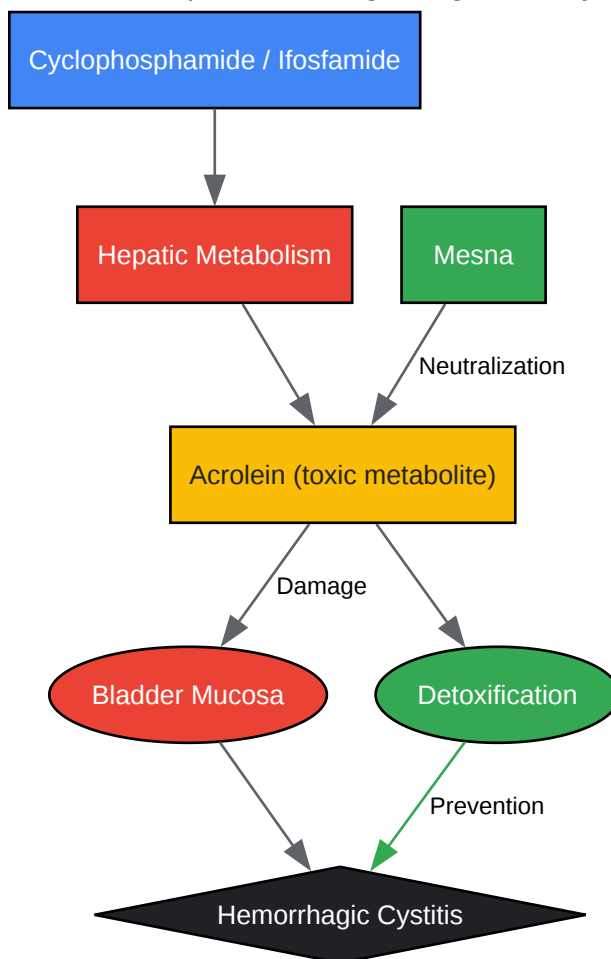 Cyclophosphamide / Ifosfamide
Hepatic Metabolism
Mesna
Neutralization
Acrolein (toxic metabolite)
Damage
Bladder Mucosa
Detoxification
Prevention
Hemorrhagic Cystitis